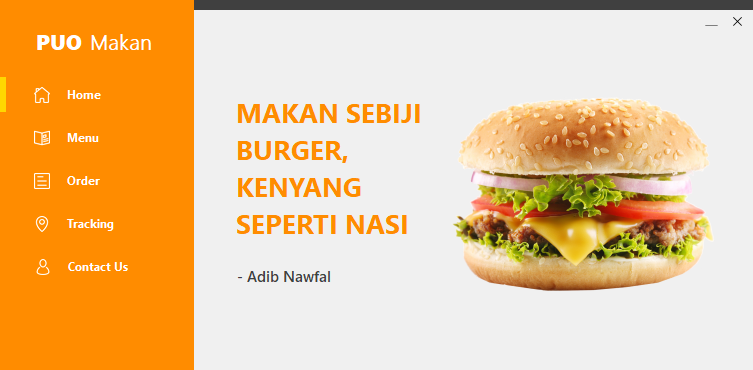 PUO Makan
Home
Menu
Order
Tracking
Contact Us
MAKAN SEBIJI
BURGER,
KENYANG
SEPERTI NASI
- Adib Nawfal